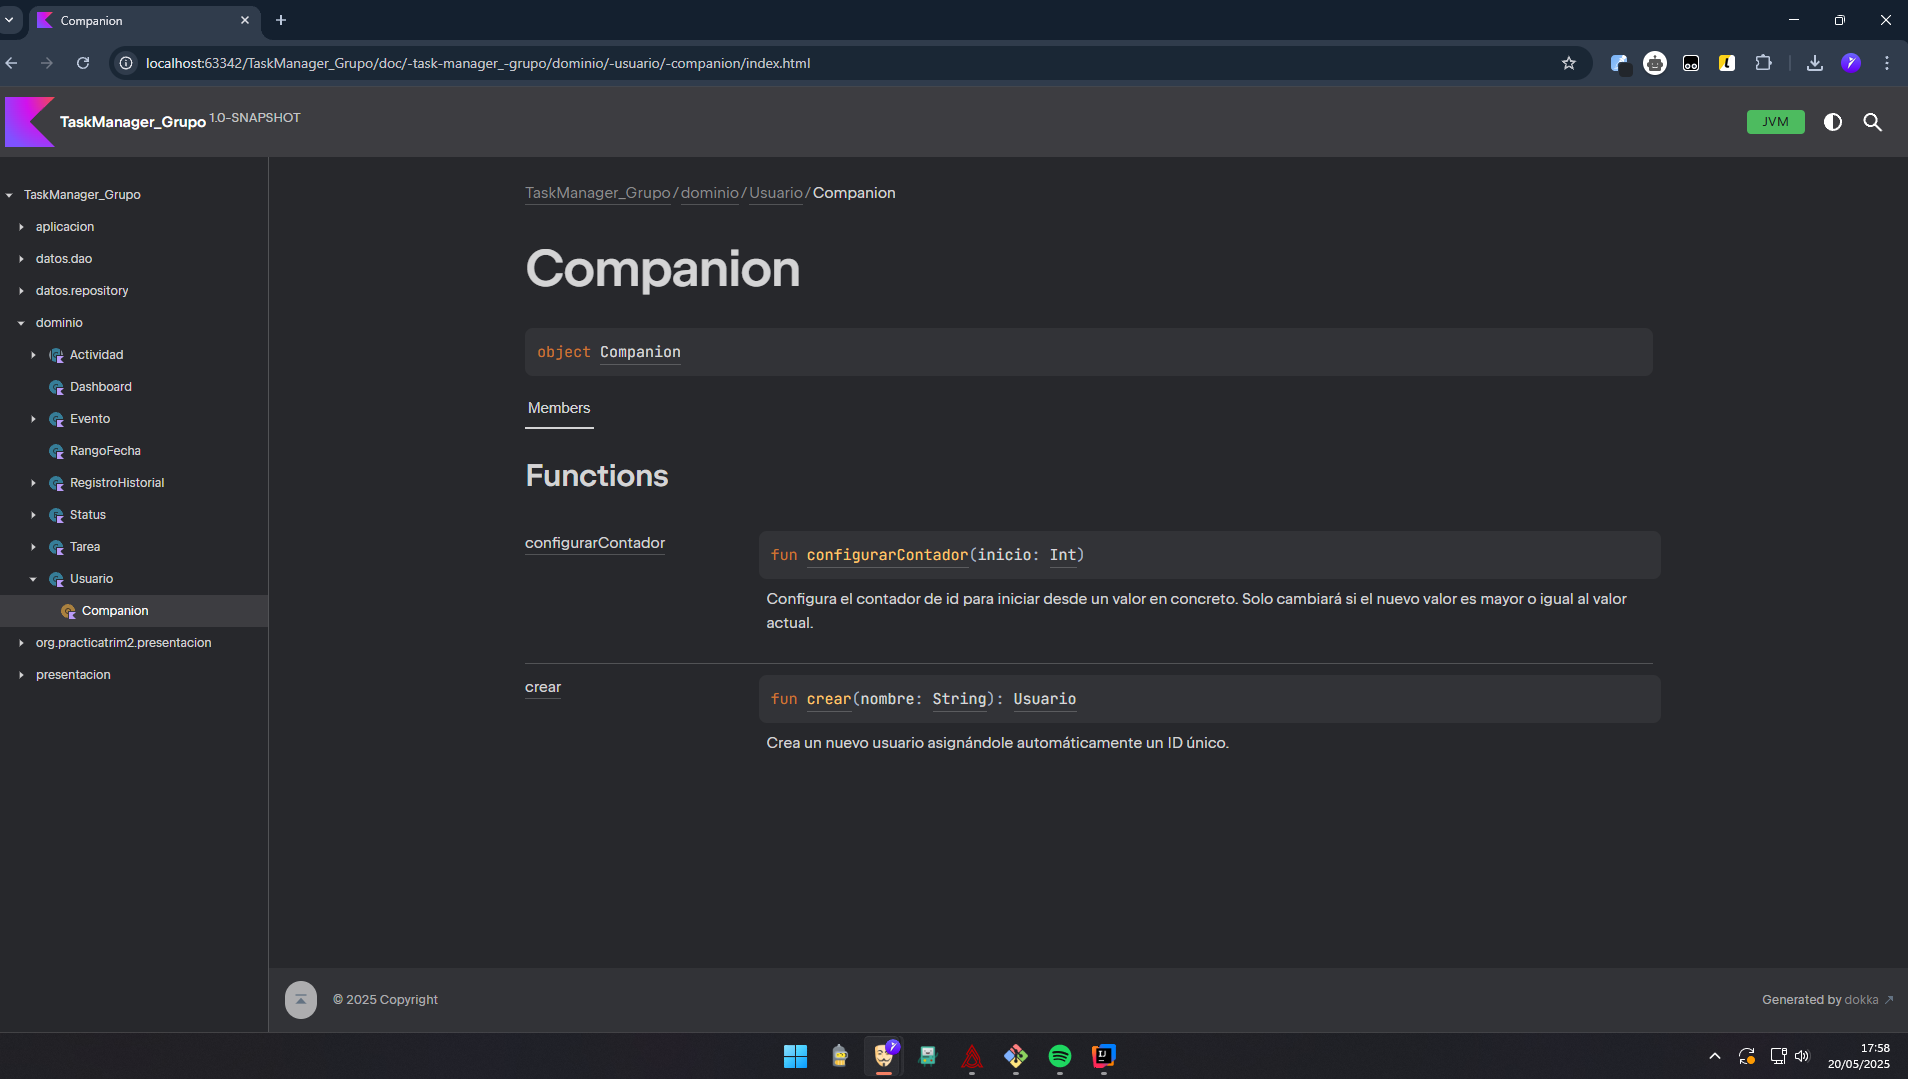 Companion
localhost:63342/TaskManager_Grupo/doc/-task-manager_-grupo/dominio/-usuario/-companion/index.html
TaskManager_Grupo 1.0-SNAPSHOT
JVM
TaskManager_Grupo
aplicacion
datos.dao
datos.repository
dominio
Actividad
Dashboard
Evento
RangoFecha
RegistroHistorial
Status
Tarea
Usuario
Companion
org.practicatrim2.presentacion
presentacion
TaskManager_Grupo/dominio/Usuario/Companion
Companion
object Companion
Members
Functions
configurarContador
fun configurarContador(inicio: Int)
Configura el contador de id para iniciar desde un valor en concreto. Solo cambiará si el nuevo valor es mayor o igual al valor
actual.
crear
fun crear(nombre: String): Usuario
Crea un nuevo usuario asignándole automáticamente un ID único.
© 2025 Copyright
Generated by dokka
17:58
20/05/2025